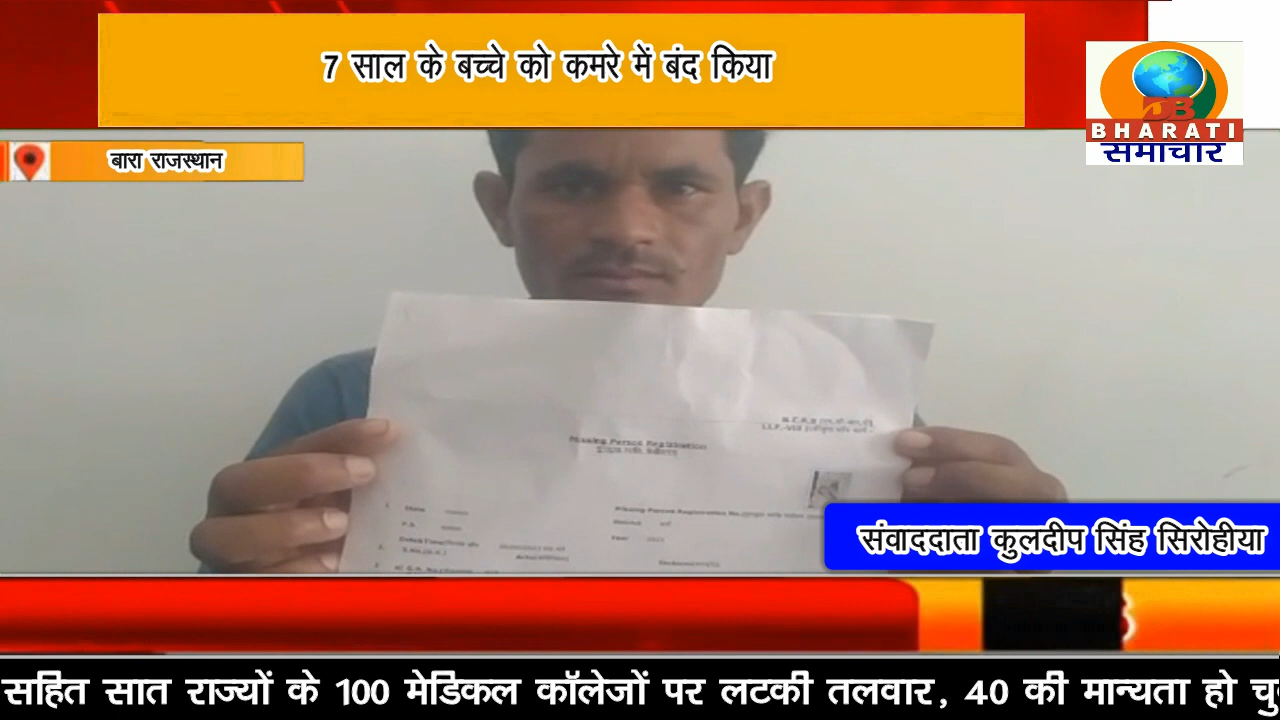 7 साल के बच्चे को कमरे में बंद किया
DB
BHARATI
समाचार
बारा राजस्थान
Missing Person Registration
संवाददाता कुलदीप सिंह सिरोहीया
सहित सात राज्यों के 100 मेडिकल कॉलेजों पर लटकी तलवार, 40 की मान्यता हो